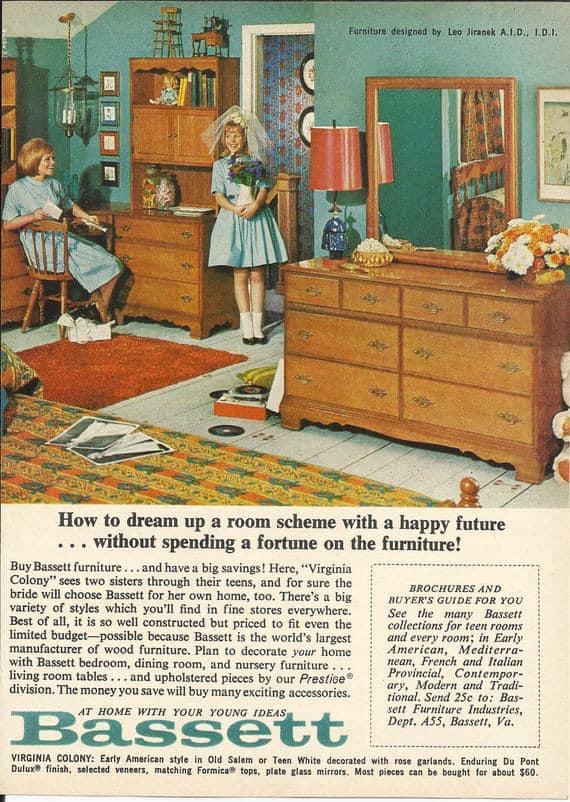 Furniture designed by Leo Jiranek A.I.D., I.D.I.
How to dream up a room scheme with a happy future
. . . without spending a fortune on the furniture!
Buy Bassett furniture . . . and have a big savings! Here, “Virginia
Colony” sees two sisters through their teens, and for sure the
bride will choose Bassett for her own home, too. There’s a big
variety of styles which you’ll find in fine stores everywhere.
Best of all, it is so well constructed but priced to fit even the
limited budget—possible because Bassett is the world’s largest
manufacturer of wood furniture. Plan to decorate your home
with Bassett bedroom, dining room, and nursery furniture . . .
living room tables . . . and upholstered pieces by our Prestige®
division. The money you save will buy many exciting accessories.
BROCHURES AND
BUYER’S GUIDE FOR YOU
See the many Bassett
collections for teen rooms
and every room; in Early
American, Mediterra-
nean, French and Italian
Provincial, Contempor-
ary, Modern and Tradi-
tional. Send 25c to: Bas-
sett Furniture Industries,
Dept. A55, Bassett, Va.
AT HOME WITH YOUR YOUNG IDEAS
Bassett
VIRGINIA COLONY: Early American style in Old Salem or Teen White decorated with rose garlands. Enduring Du Pont
Dulux® finish, selected veneers, matching Formica® tops, plate glass mirrors. Most pieces can be bought for about $60.